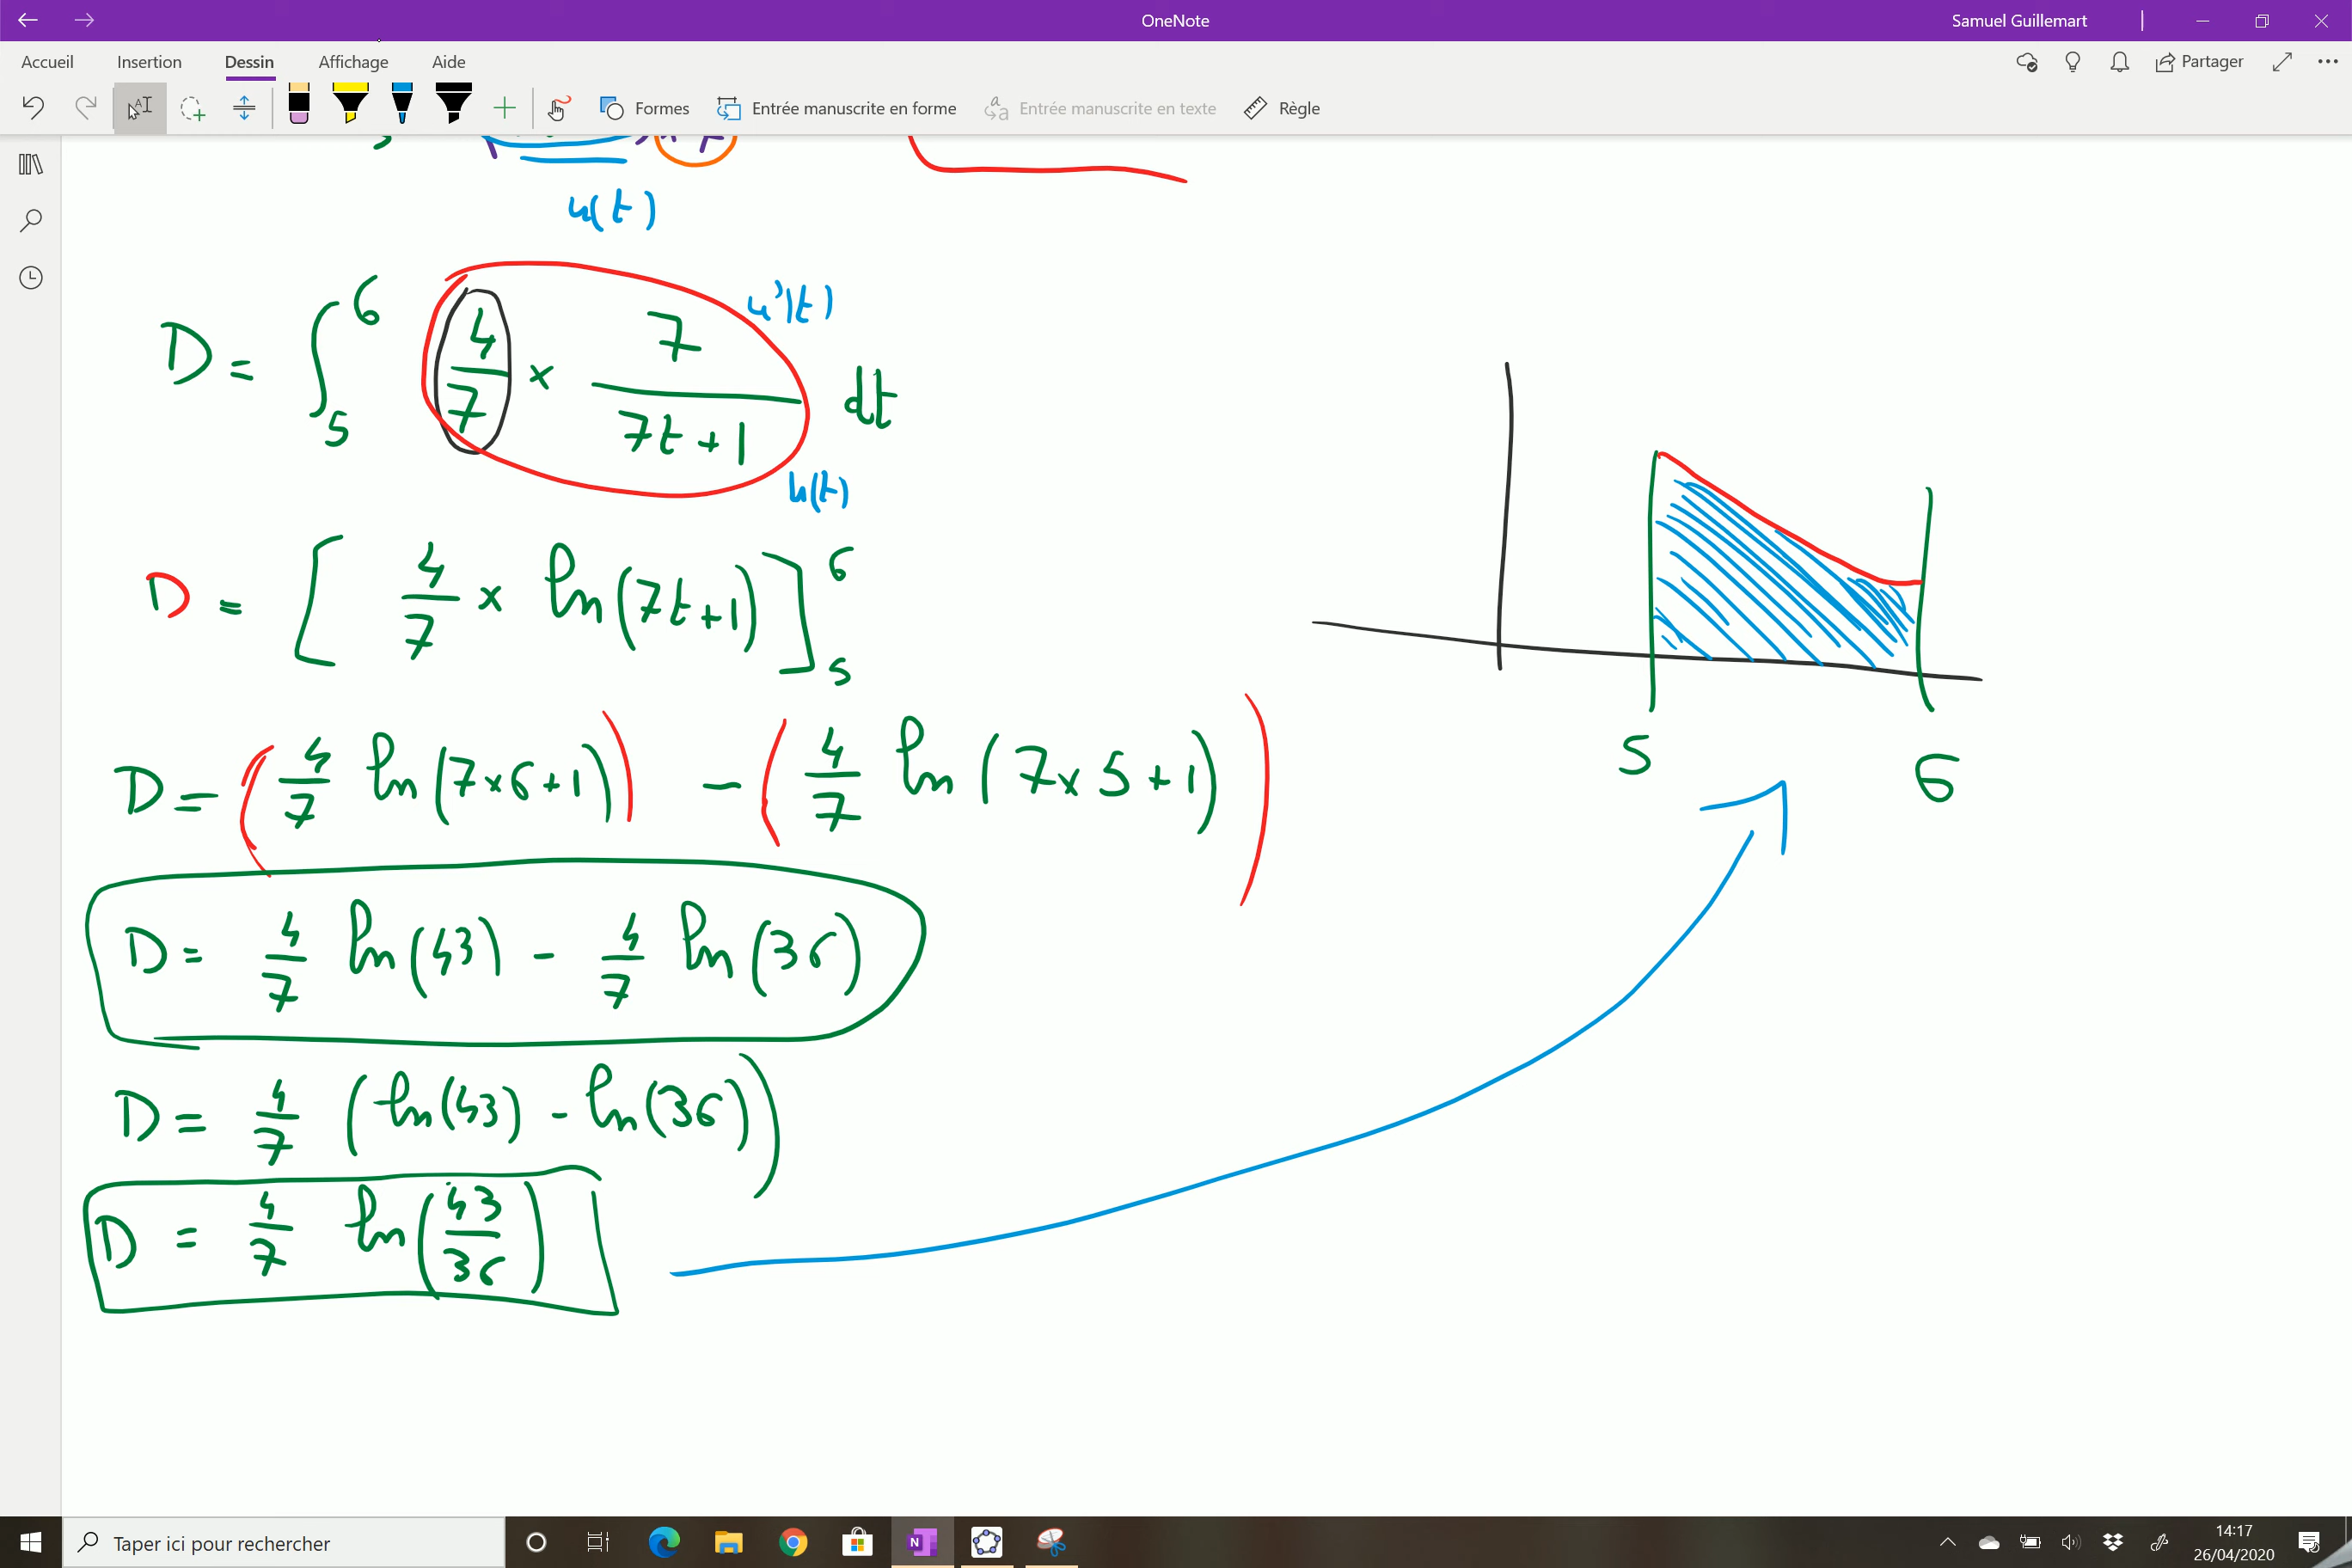 OneNote
Samuel Guillemart
Accueil Insertion Dessin Affichage Aide
Partager
Formes Entrée manuscrite en forme Entrée manuscrite en texte Règle
u(t)
D = ∫₅⁶ 4/7 × 7/(7t+1) dt
u'(t)
u(t)
D = [ 4/7 × ln(7t+1) ]₅⁶
D = ( 4/7 ln(7×6+1) ) - ( 4/7 ln(7×5+1) )
5 6
D = 4/7 ln(43) - 4/7 ln(36)
D = 4/7 (ln(43) - ln(36))
D = 4/7 ln(43/36)
Taper ici pour rechercher
14:17
26/04/2020